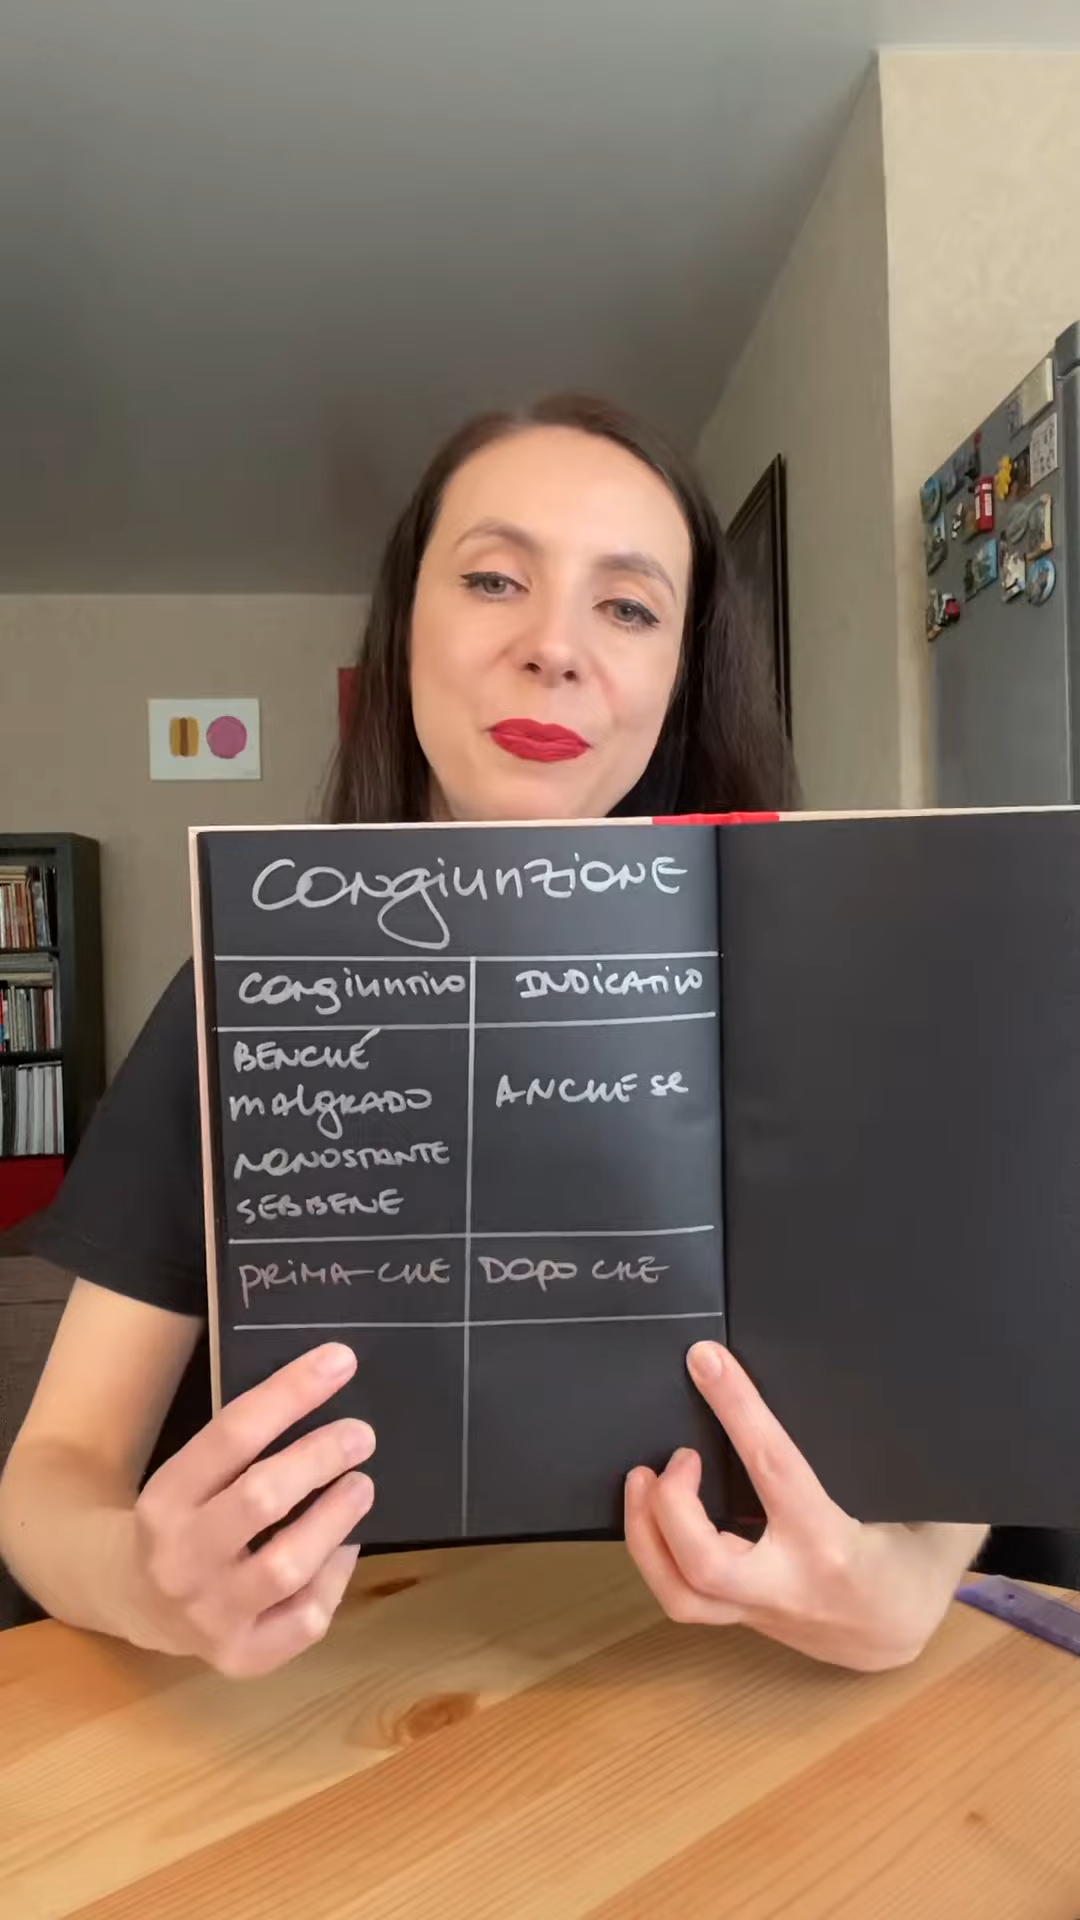 CONgiunZiONE
congiuntivo INDiCATivo
BENCHÉ
mAlgRADO ANCHE se
NONOSTANTE
SEBBENE
PRiMA CHE DOPO CHE